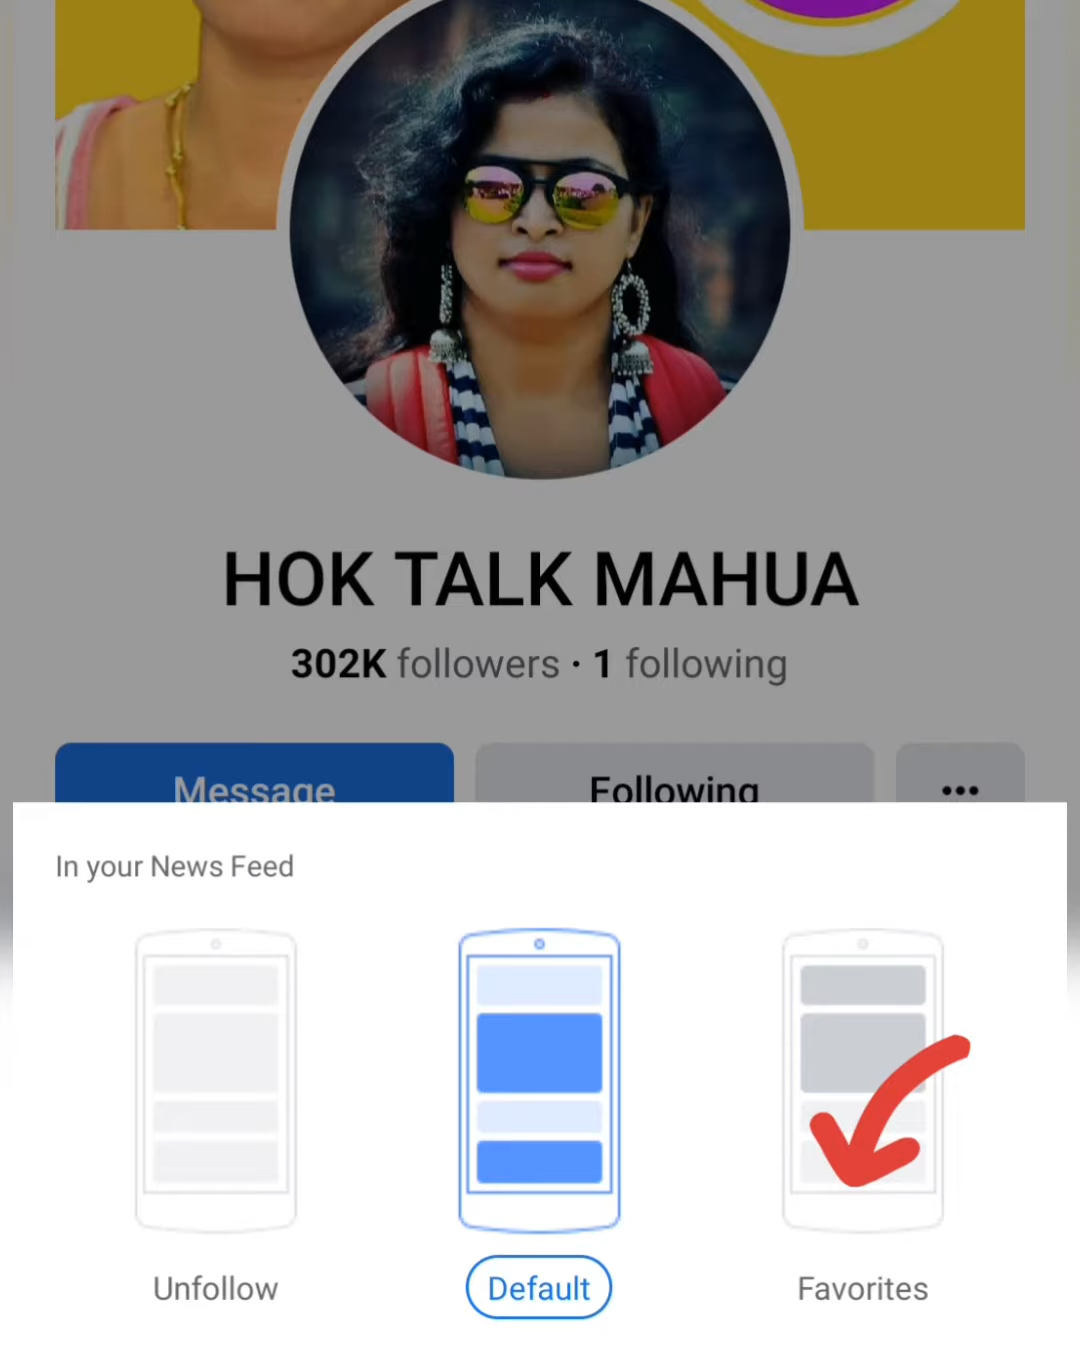 HOK TALK MAHUA
302K followers · 1 following
Message Following
In your News Feed
Unfollow Default Favorites